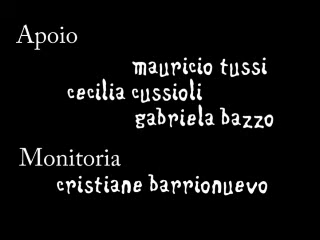 Apoio
mauricio tussi
cecilia cussioli
gabriela bazzo
Monitoria
cristiane barrionuevo